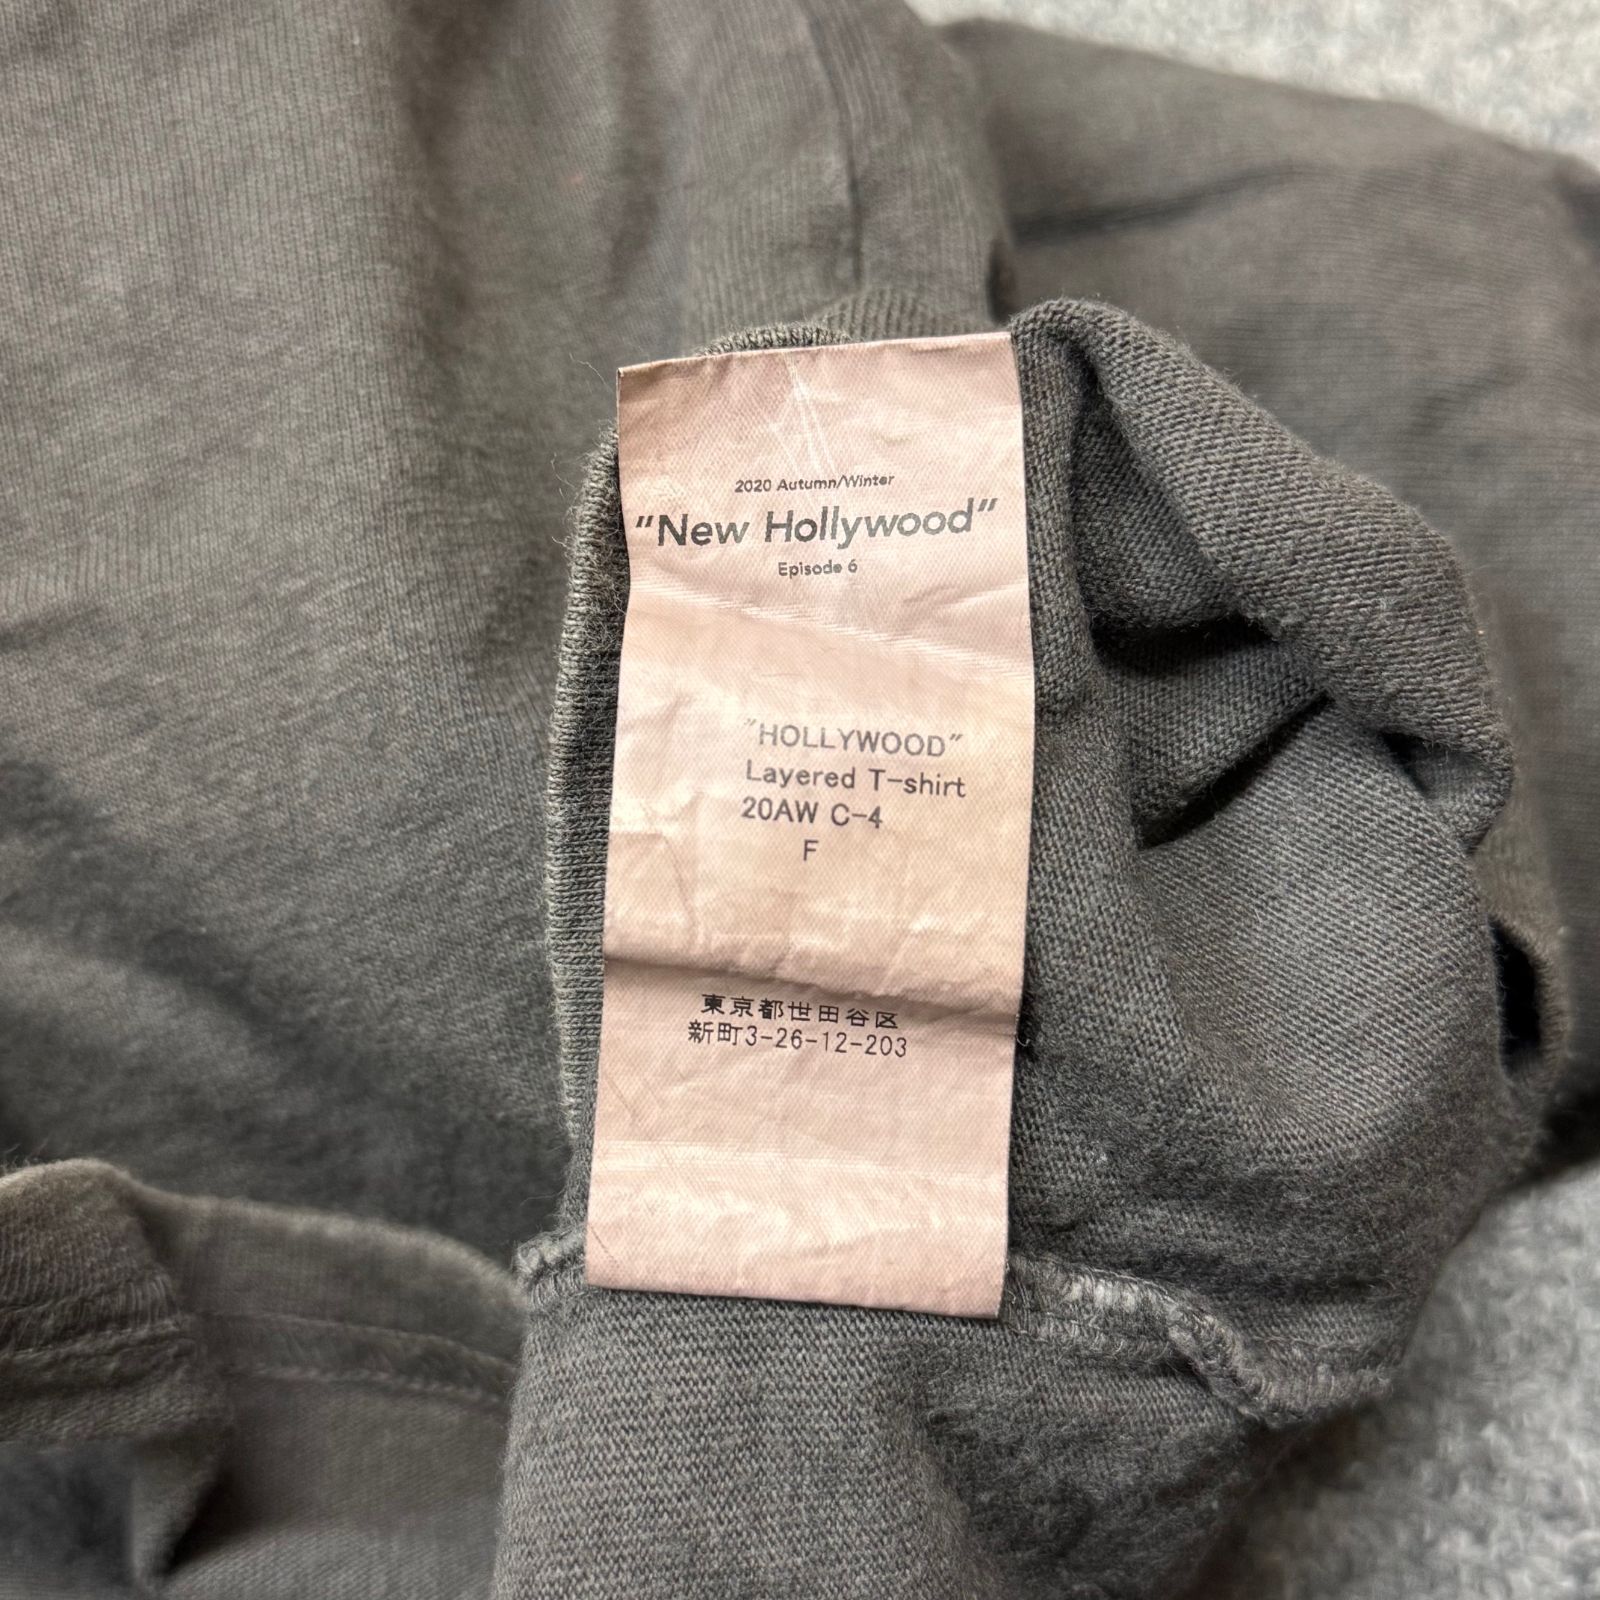 2020 Autumn/Winter
"New Hollywood"
Episode 6
"HOLLYWOOD"
Layered T-shirt
20AW C-4
F
東京都世田谷区
新町3-26-12-203